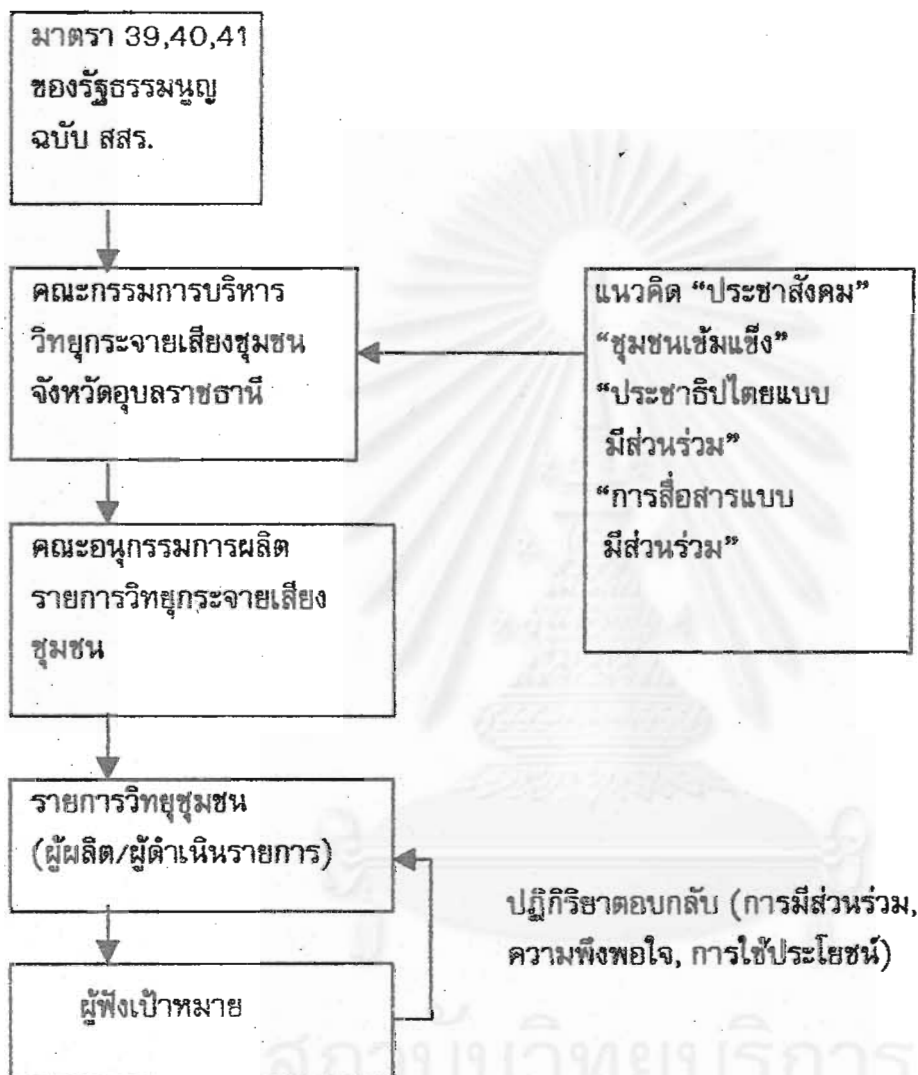 มาตรา 39,40,41
ของรัฐธรรมนูญ
ฉบับ สสร.
คณะกรรมการบริหาร
วิทยุกระจายเสียงชุมชน
จังหวัดอุบลราชธานี
แนวคิด “ประชาสังคม”
“ชุมชนเข้มแข็ง”
“ประชาธิปไตยแบบ
มีส่วนร่วม”
“การสื่อสารแบบ
มีส่วนร่วม”
คณะอนุกรรมการผลิต
รายการวิทยุกระจายเสียง
ชุมชน
รายการวิทยุชุมชน
(ผู้ผลิต/ผู้ดำเนินรายการ)
ปฏิกิริยาตอบกลับ (การมีส่วนร่วม,
ความพึงพอใจ, การใช้ประโยชน์)
ผู้ฟังเป้าหมาย
สถาบันวิทยบริการ